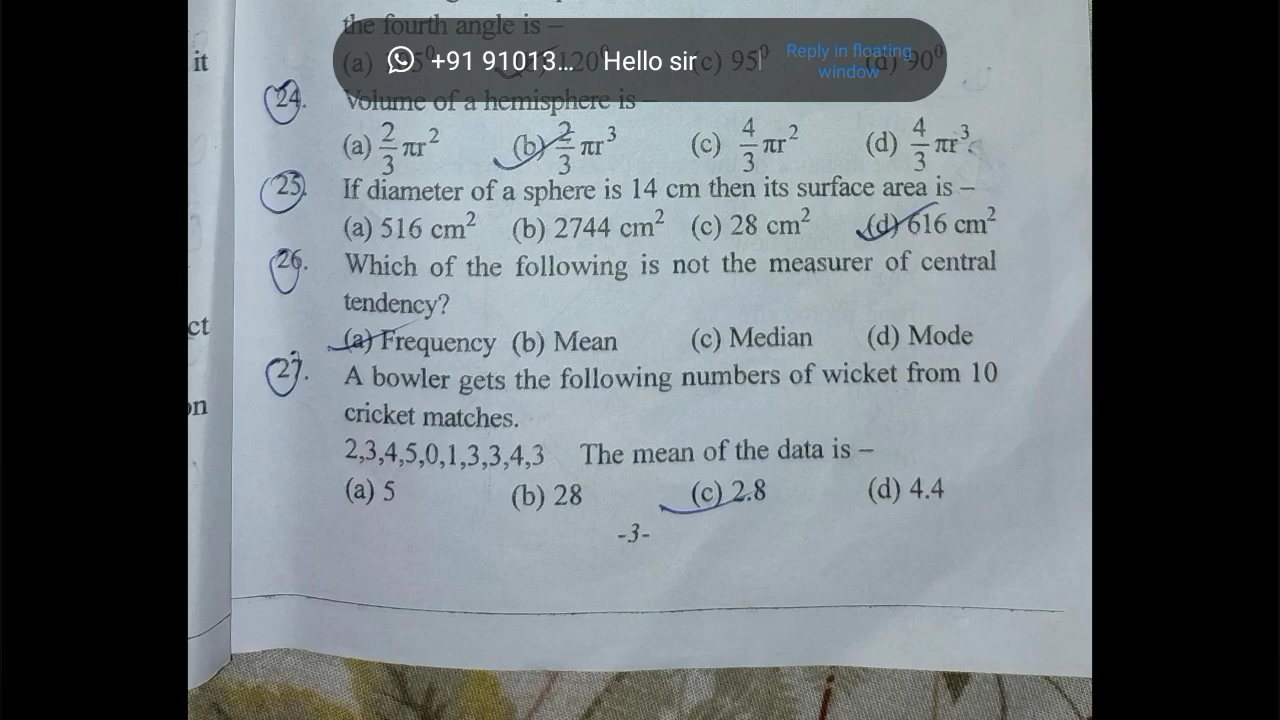 the fourth angle is –
+91 91013... Hello sir Reply in floating window
(a) 120⁰ (c) 95⁰ (d) 90⁰
it
24. Volume of a hemisphere is –
(a) 2/3 πr² (b) 2/3 πr³ (c) 4/3 πr² (d) 4/3 πr³
25. If diameter of a sphere is 14 cm then its surface area is –
(a) 516 cm² (b) 2744 cm² (c) 28 cm² (d) 616 cm²
26. Which of the following is not the measurer of central
tendency?
ct
(a) Frequency (b) Mean (c) Median (d) Mode
27. A bowler gets the following numbers of wicket from 10
on
cricket matches.
2,3,4,5,0,1,3,3,4,3 The mean of the data is –
(a) 5 (b) 28 (c) 2.8 (d) 4.4
-3-